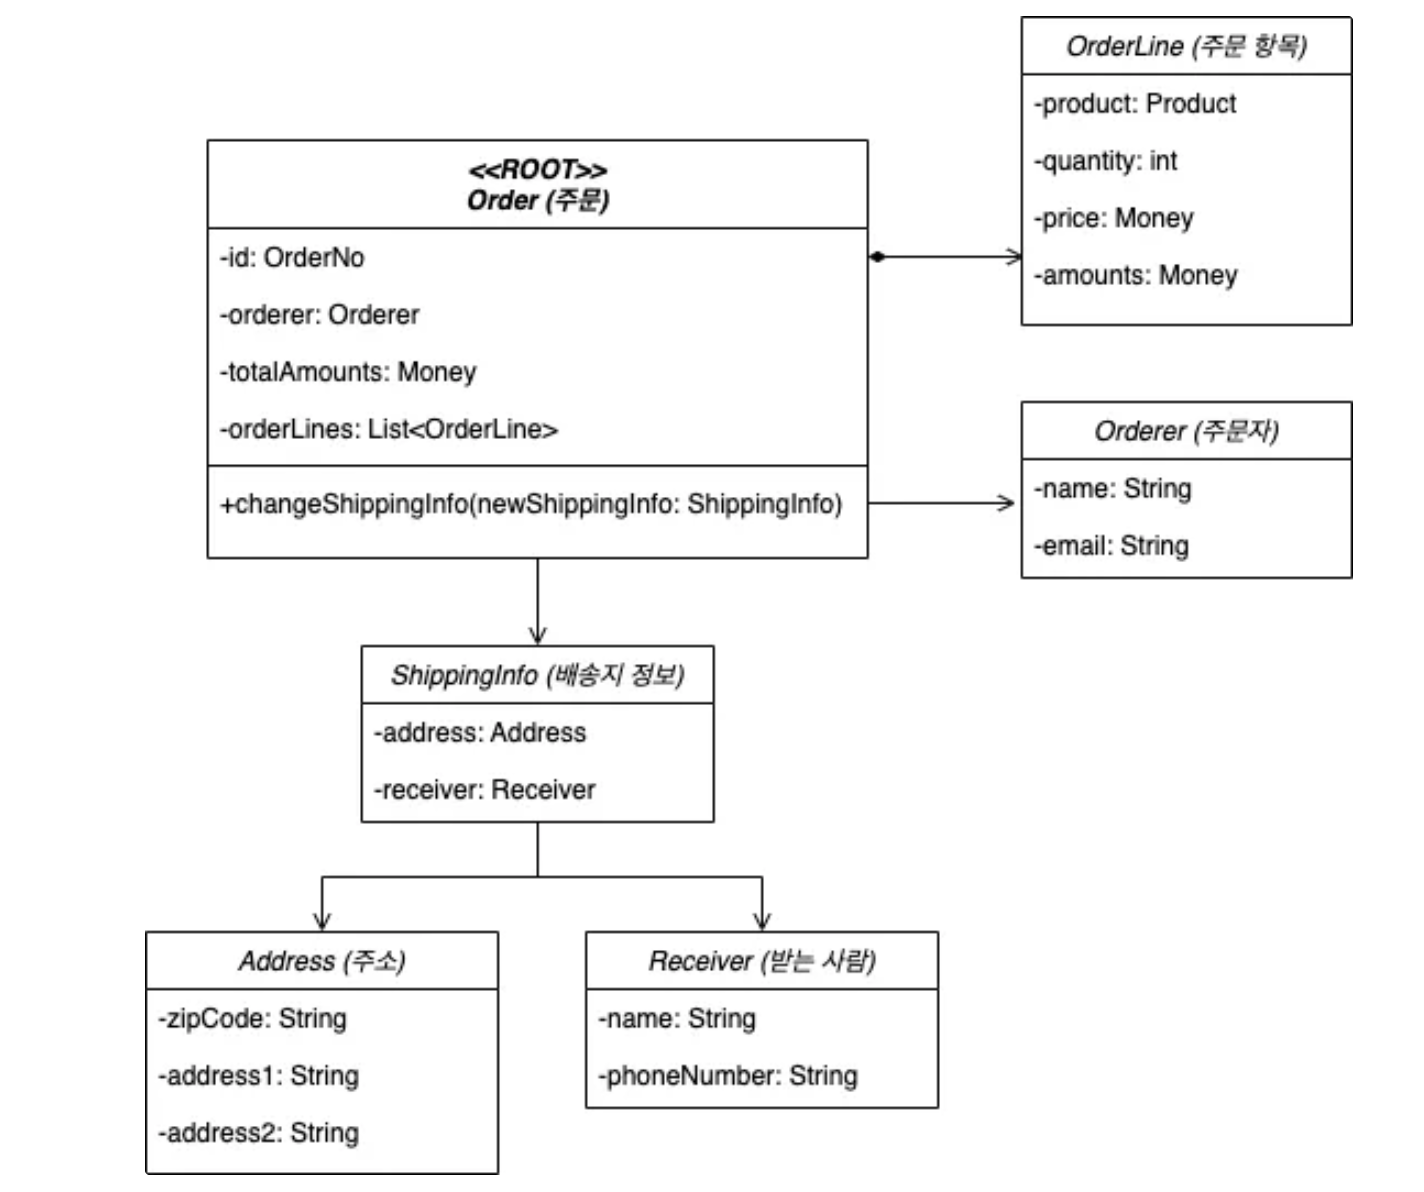 <<ROOT>>
Order (주문)
-id: OrderNo
-orderer: Orderer
-totalAmounts: Money
-orderLines: List<OrderLine>
+changeShippingInfo(newShippingInfo: ShippingInfo)
OrderLine (주문 항목)
-product: Product
-quantity: int
-price: Money
-amounts: Money
Orderer (주문자)
-name: String
-email: String
ShippingInfo (배송지 정보)
-address: Address
-receiver: Receiver
Address (주소)
-zipCode: String
-address1: String
-address2: String
Receiver (받는 사람)
-name: String
-phoneNumber: String